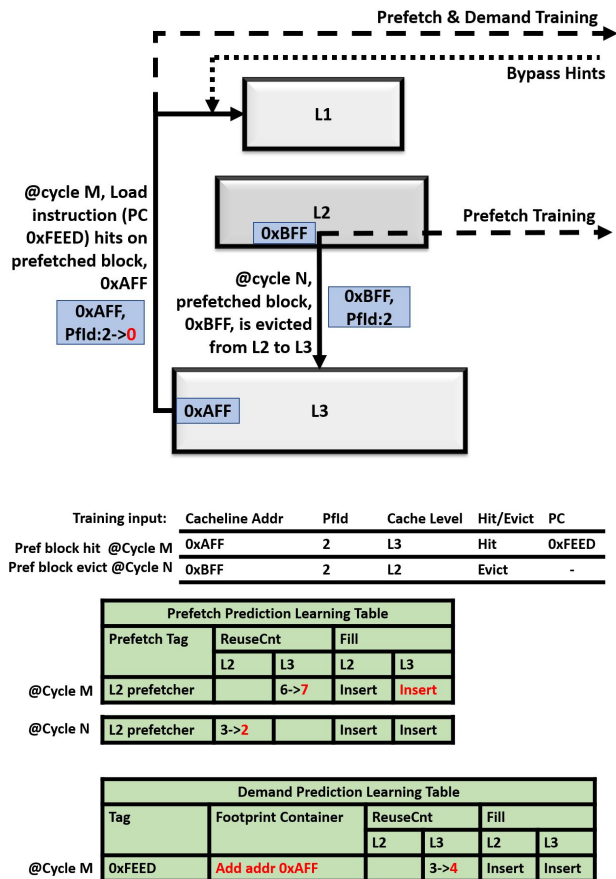 Prefetch & Demand Training
Bypass Hints
L1
@cycle M, Load
instruction (PC
0xFEED) hits on
prefetched block,
0xAFF
L2
0xBFF
Prefetch Training
@cycle N,
prefetched block,
0xBFF, is evicted
from L2 to L3
0xBFF,
PfId:2
0xAFF,
PfId:2->0
0xAFF
L3
Training input: Cacheline Addr PfId Cache Level Hit/Evict PC
Pref block hit @Cycle M 0xAFF 2 L3 Hit 0xFEED
Pref block evict @Cycle N 0xBFF 2 L2 Evict -
Prefetch Prediction Learning Table
Prefetch Tag ReuseCnt Fill
L2 L3 L2 L3
@Cycle M L2 prefetcher 6->7 Insert Insert
@Cycle N L2 prefetcher 3->2 Insert Insert
Demand Prediction Learning Table
Tag Footprint Container ReuseCnt Fill
L2 L3 L2 L3
@Cycle M 0xFEED Add addr 0xAFF 3->4 Insert Insert